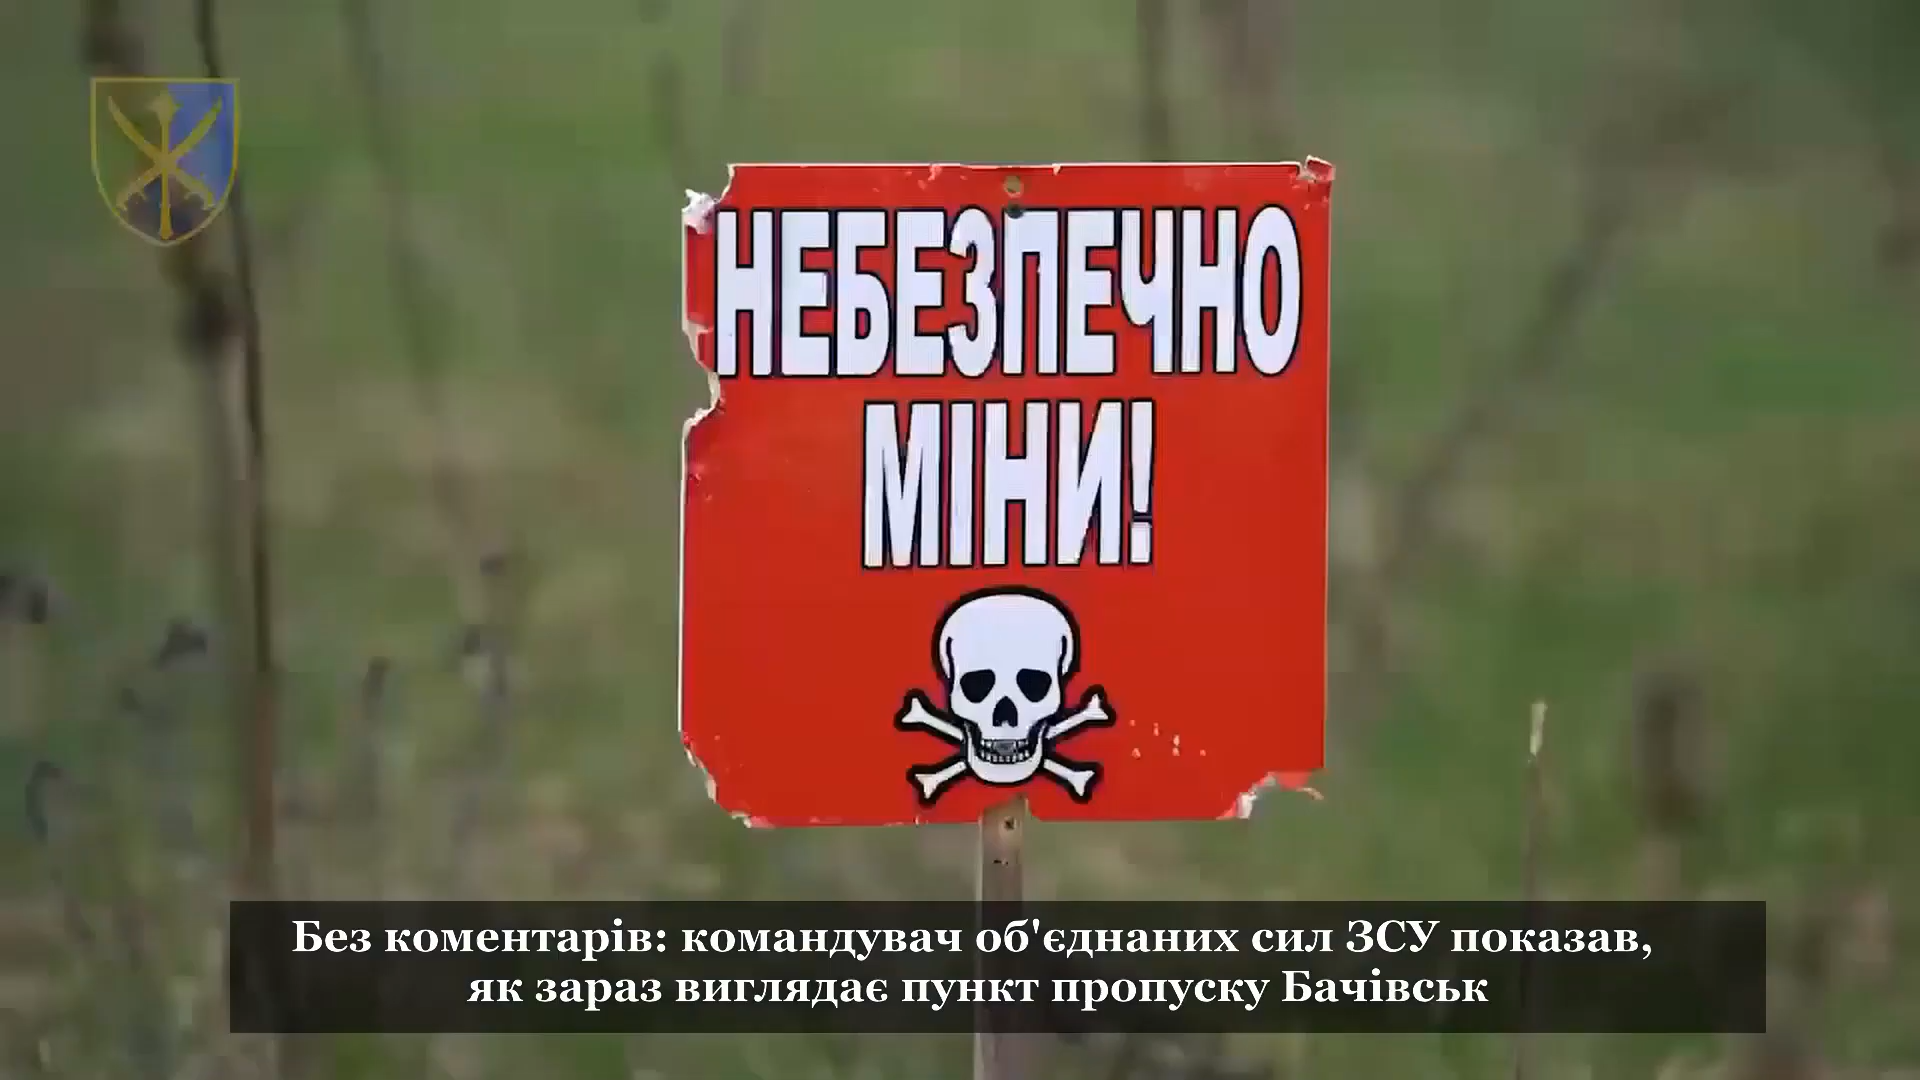 НЕБЕЗПЕЧНО
МІНИ!
Без коментарів: командувач об'єднаних сил ЗСУ показав,
як зараз виглядає пункт пропуску Бачівськ